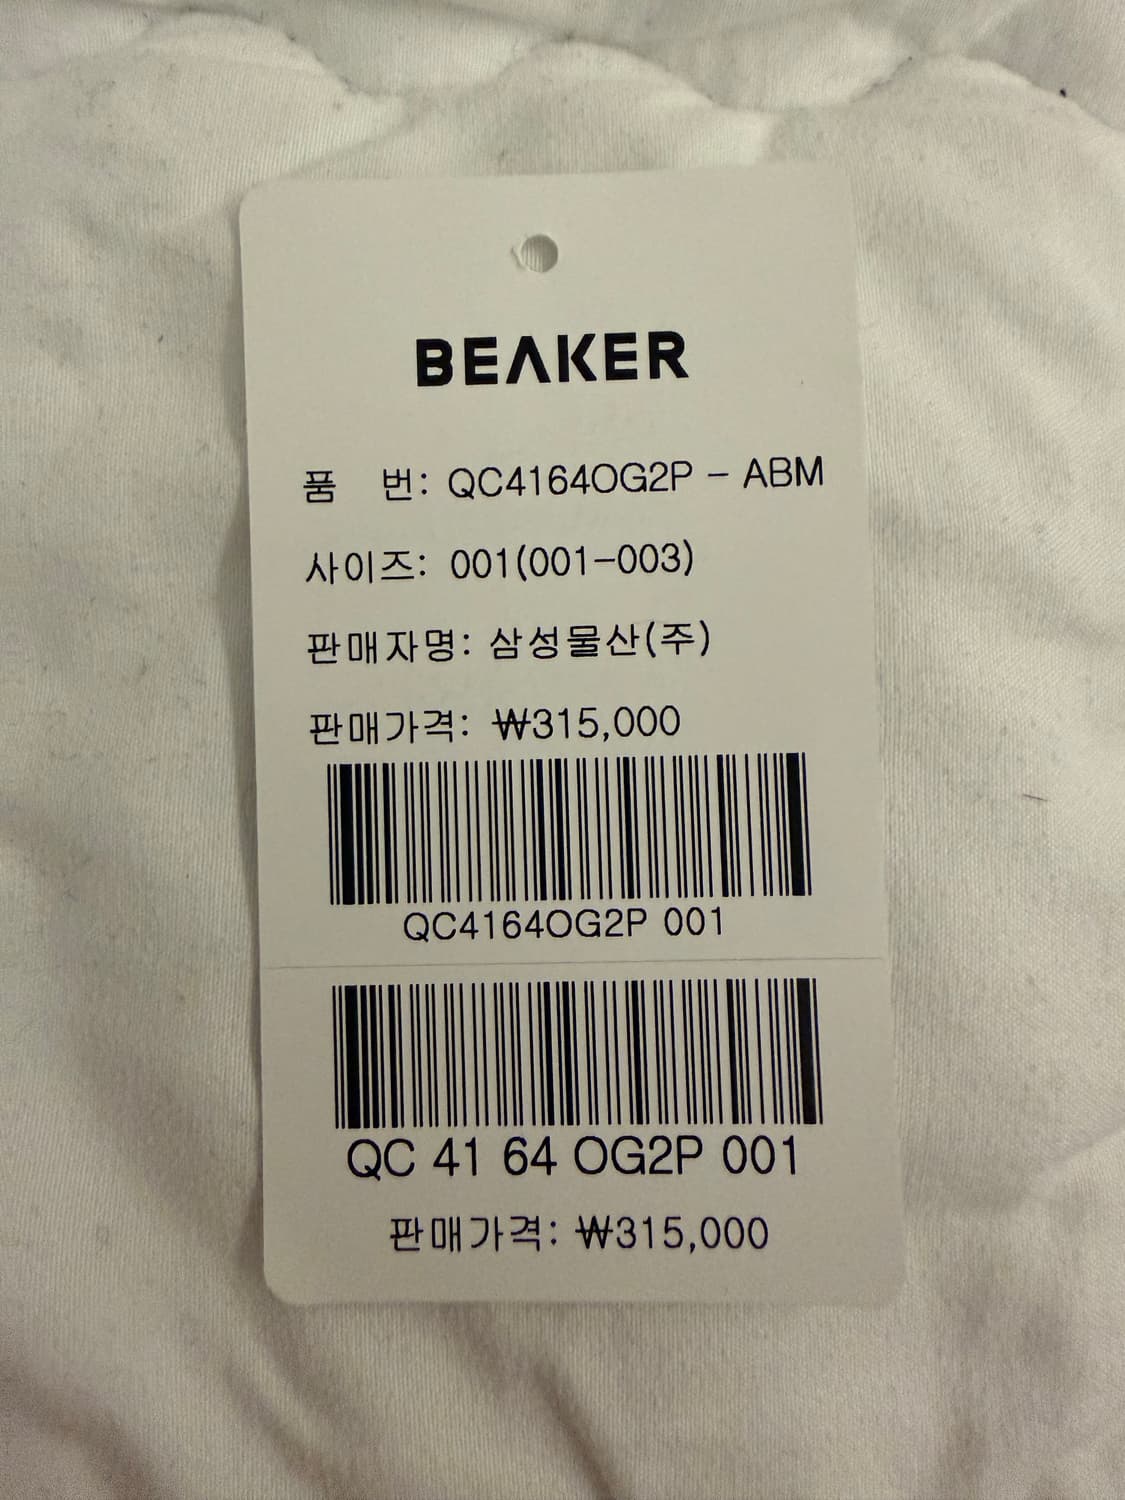 BEAKER
품 번: QC4164OG2P - ABM
사이즈: 001(001-003)
판매자명: 삼성물산(주)
판매가격: ₩315,000
QC4164OG2P 001
QC 41 64 OG2P 001
판매가격: ₩315,000